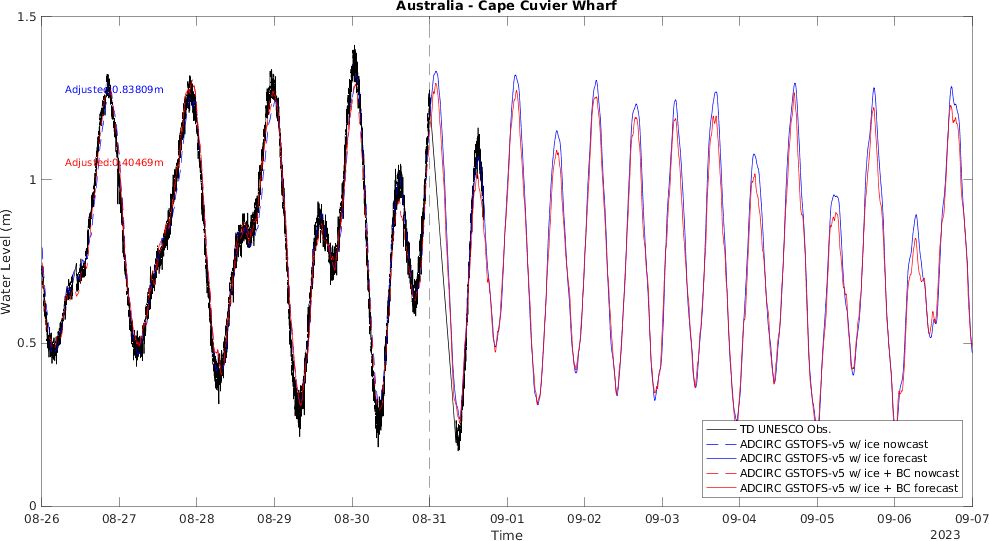 Australia - Cape Cuvier Wharf
1.5
Adjusted:0.83809m
Adjusted:0.40469m
1
Water Level (m)
0.5
TD UNESCO Obs.
ADCIRC GSTOFS-v5 w/ ice nowcast
ADCIRC GSTOFS-v5 w/ ice forecast
ADCIRC GSTOFS-v5 w/ ice + BC nowcast
ADCIRC GSTOFS-v5 w/ ice + BC forecast
0
08-26 08-27 08-28 08-29 08-30 08-31 09-01 09-02 09-03 09-04 09-05 09-06 09-07
Time
2023